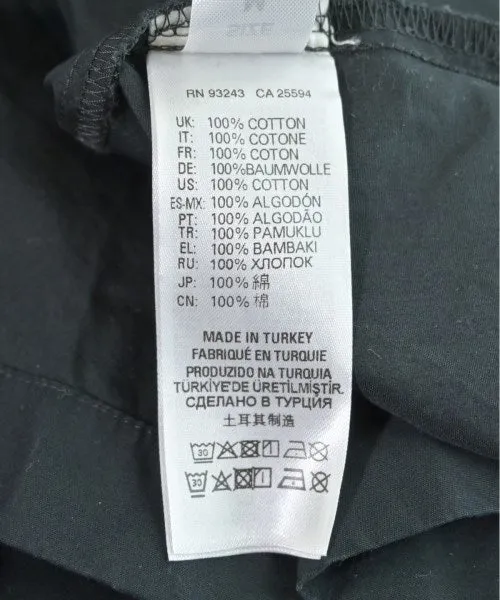 M
SIZE
RN 93243 CA 25594
UK: 100% COTTON
IT: 100% COTONE
FR: 100% COTON
DE: 100%BAUMWOLLE
US: 100% COTTON
ES-MX: 100% ALGODÓN
PT: 100% ALGODÃO
TR: 100% PAMUKLU
EL: 100% BAMBAKI
RU: 100% ХЛОПОК
JP: 100% 綿
CN: 100% 棉
MADE IN TURKEY
FABRIQUÉ EN TURQUIE
PRODUZIDO NA TURQUIA
TÜRKİYE'DE ÜRETİLMİŞTİR.
СДЕЛАНО В ТУРЦИЯ
土耳其制造
30
30